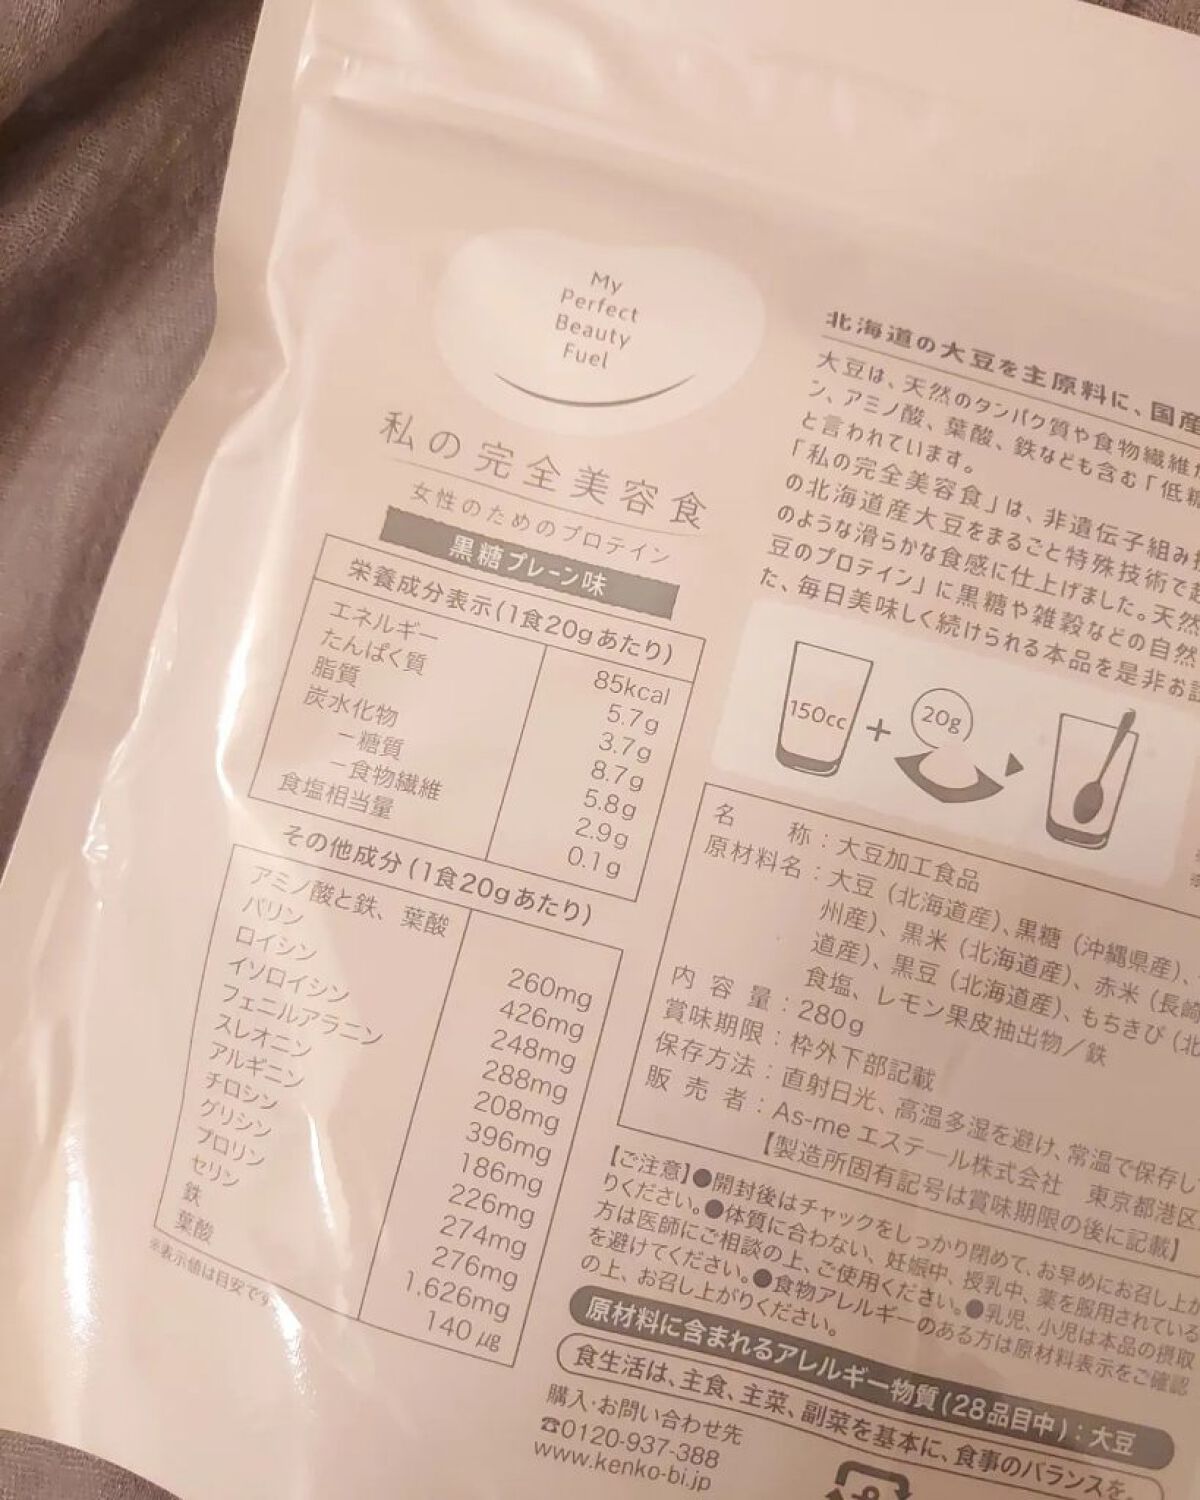 My
Perfect
Beauty
Fuel
私の完全美容食
女性のためのプロテイン
黒糖プレーン味
栄養成分表示(1食20gあたり)
エネルギー 85kcal
たんぱく質 5.7g
脂質 3.7g
炭水化物 8.7g
－糖質 5.8g
－食物繊維 2.9g
食塩相当量 0.1g
その他成分(1食20gあたり)
アミノ酸と鉄、葉酸
バリン 260mg
ロイシン 426mg
イソロイシン 248mg
フェニルアラニン 288mg
スレオニン 208mg
アルギニン 396mg
チロシン 186mg
グリシン 226mg
プロリン 274mg
セリン 276mg
鉄 1.626mg
葉酸 140㎍
※表示値は目安です
北海道の大豆を主原料に、国産
大豆は、天然のタンパク質や食物繊維
ン、アミノ酸、葉酸、鉄なども含む「低糖
と言われています。
「私の完全美容食」は、非遺伝子組み
の北海道産大豆をまるごと特殊技術で
のような滑らかな食感に仕上げました。天然
豆のプロテイン」に黒糖や雑穀などの自然
た、毎日美味しく続けられる本品を是非お
150cc
+
20g
名称：大豆加工食品
原材料名：大豆（北海道産）、黒糖（沖縄県産）、
州産）、黒米（北海道産）、赤米（長崎
道産）、黒豆（北海道産）、もちきび（北
食塩、レモン果皮抽出物／鉄
内容量：280g
賞味期限：枠外下部記載
保存方法：直射日光、高温多湿を避け、常温で保存し
販売者：As-me エステール株式会社 東京都港区
【製造所固有記号は賞味期限の後に記載】
【ご注意】●開封後はチャックをしっかり閉めて、お早めにお召し上が
りください。●体質に合わない、妊娠中、授乳中、薬を服用されている
方は医師にご相談の上、ご使用ください。●乳児、小児は本品の摂取
を避けてください。●食物アレルギーのある方は原材料表示をご確認
の上、お召し上がりください。
原材料に含まれるアレルギー物質(28品目中)：大豆
食生活は、主食、主菜、副菜を基本に、食事のバランスを。
購入・お問い合わせ先
☎0120-937-388
www.kenko-bi.jp